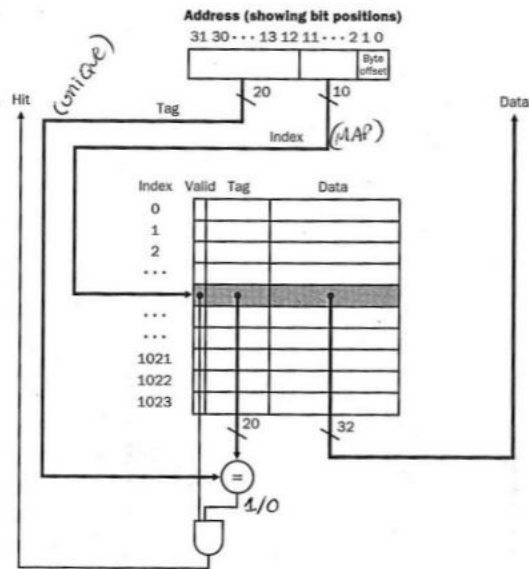 Address (showing bit positions)
31 30 ··· 13 12 11 ··· 2 1 0
Byte
offset
20
10
Hit
(UNIQUE)
Tag
Data
Index
(MAP)
Index Valid Tag Data
0
1
2
...
...
...
1021
1022
1023
20
32
=
1/0